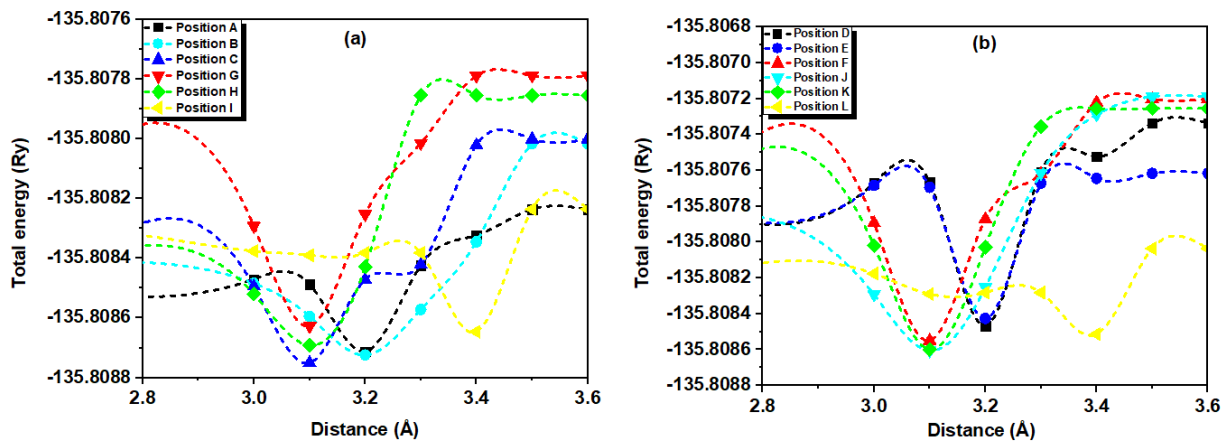 (a)
Position A
Position B
Position C
Position G
Position H
Position I
Total energy (Ry)
-135.8076
-135.8078
-135.8080
-135.8082
-135.8084
-135.8086
-135.8088
2.8 3.0 3.2 3.4 3.6
Distance (Å)
(b)
Position D
Position E
Position F
Position J
Position K
Position L
Total energy (Ry)
-135.8068
-135.8070
-135.8072
-135.8074
-135.8076
-135.8078
-135.8080
-135.8082
-135.8084
-135.8086
-135.8088
2.8 3.0 3.2 3.4 3.6
Distance (Å)